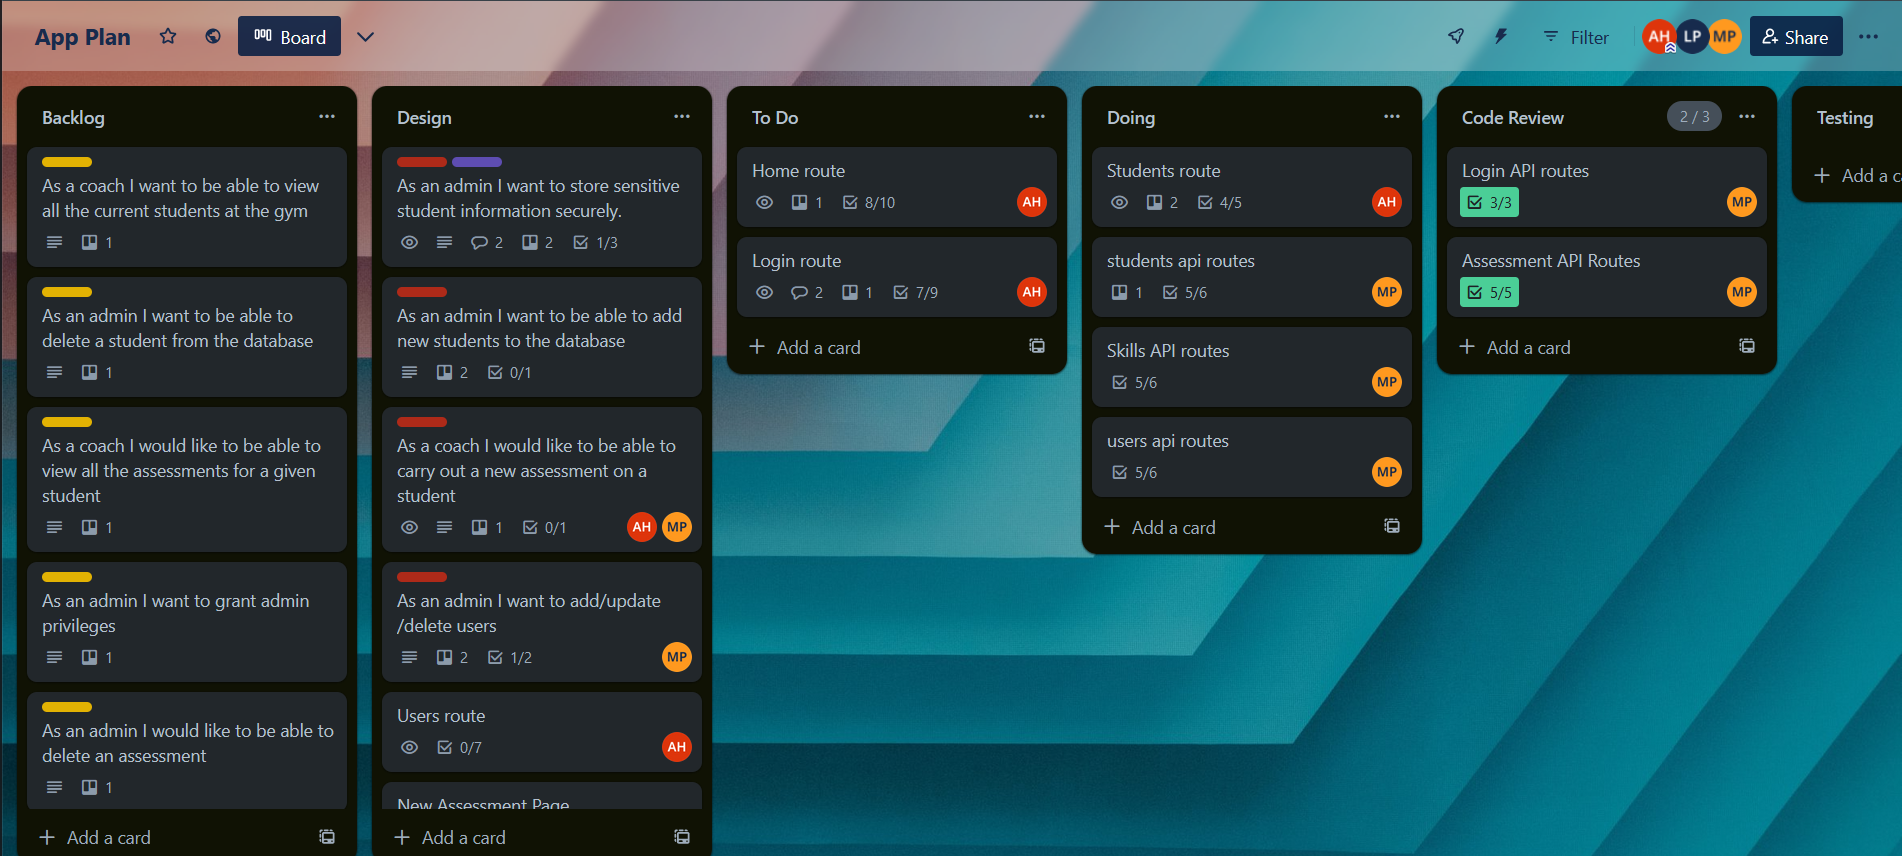 App Plan
Board
Filter
AH
LP
MP
Share
Backlog
As a coach I want to be able to view
all the current students at the gym
1
As an admin I want to be able to
delete a student from the database
1
As a coach I would like to be able to
view all the assessments for a given
student
1
As an admin I want to grant admin
privileges
1
As an admin I would like to be able to
delete an assessment
1
Add a card
Design
As an admin I want to store sensitive
student information securely.
2 2 1/3
As an admin I want to be able to add
new students to the database
2 0/1
As a coach I would like to be able to
carry out a new assessment on a
student
1 0/1 AH MP
As an admin I want to add/update
/delete users
2 1/2 MP
Users route
0/7 AH
New Assessment Page
Add a card
To Do
Home route
1 8/10 AH
Login route
2 1 7/9 AH
Add a card
Doing
Students route
2 4/5 AH
students api routes
1 5/6 MP
Skills API routes
5/6 MP
users api routes
5/6 MP
Add a card
Code Review 2 / 3
Login API routes
3/3 MP
Assessment API Routes
5/5 MP
Add a card
Testing
Add a c